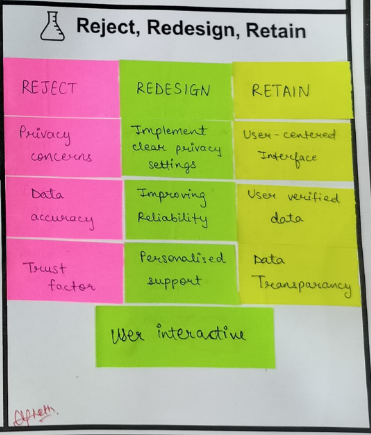 Reject, Redesign, Retain
REJECT
REDESIGN
RETAIN
Privacy
concerns
Implement
clear privacy
settings
User-centered
Interface
Data
accuracy
Improving
Reliability
User verified
data
Trust
factor
Personalised
support
Data
Transparancy
User interactive